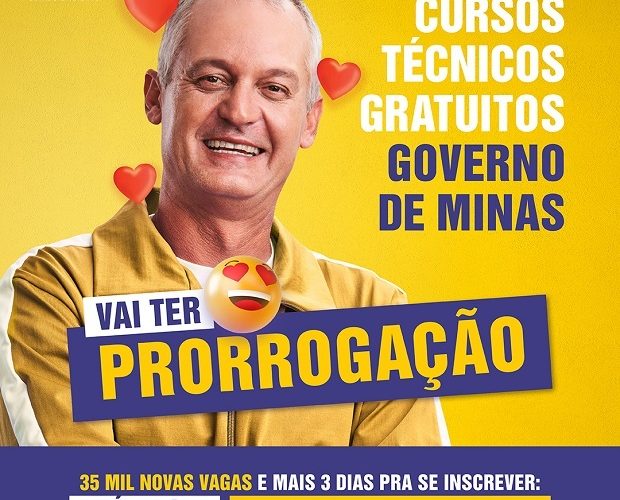 CURSOS
TÉCNICOS
GRATUITOS
GOVERNO
DE MINAS
VAI TER
PRORROGAÇÃO
35 MIL NOVAS VAGAS E MAIS 3 DIAS PRA SE INSCREVER: